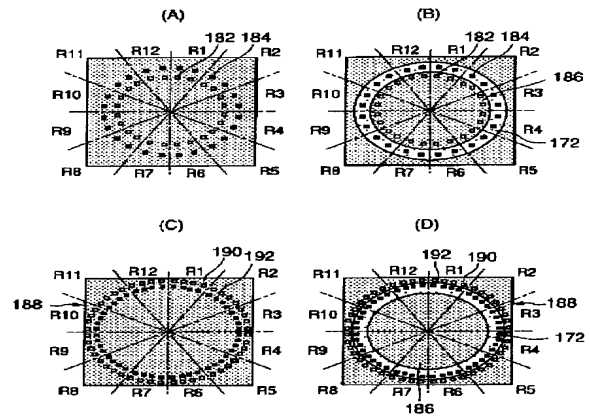 (A) (B)
R11 R12 R1 182 184 R2 R11 R12 182 R1 184 R2
186
R10 R3 R10 R3
R9 R4 R9 R4
172
R8 R7 R6 R5 R8 R7 R6 R5
(C) (D)
190 192 190
R11 R12 R1 192 R2 R11 R12 R1 R2
188 188
R10 R3 R10 R3
R9 R4 R9 R4 172
R8 R7 R6 R5 R8 R7 R6 R5
186